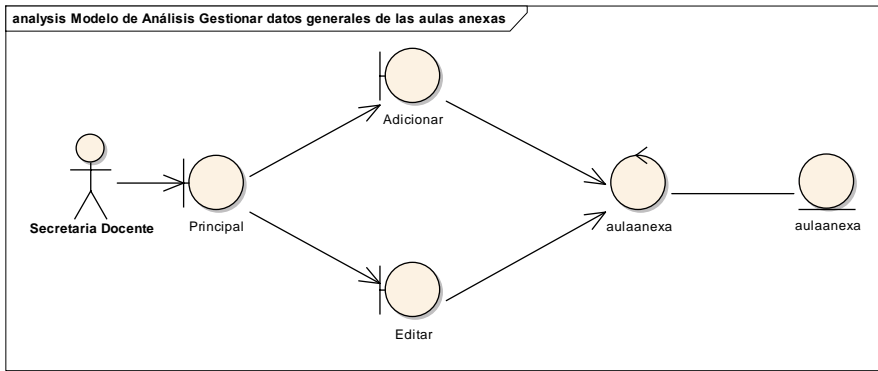 analysis Modelo de Análisis Gestionar datos generales de las aulas anexas
Adicionar
Secretaria Docente
Principal
aulaanexa
aulaanexa
Editar